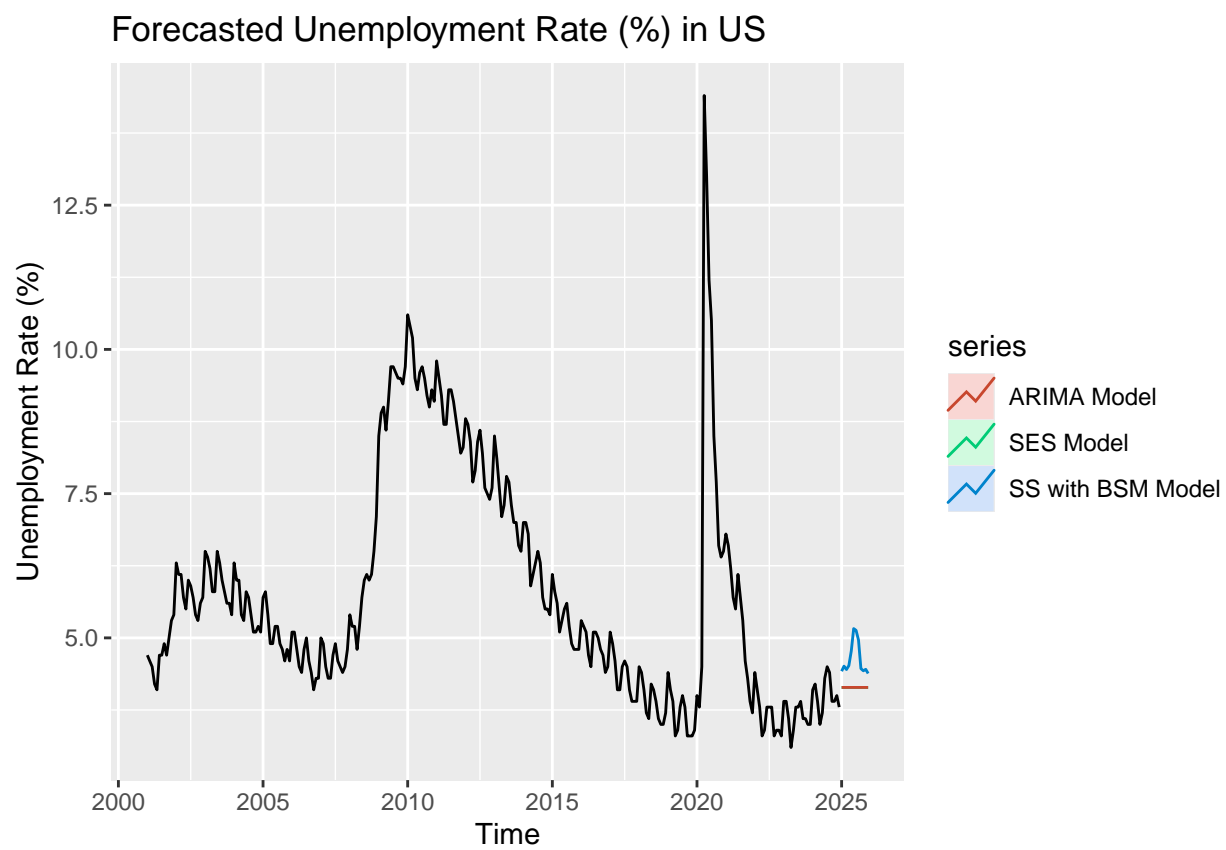 Forecasted Unemployment Rate (%) in US
Unemployment Rate (%)
12.5
10.0
7.5
5.0
2000
2005
2010
2015
2020
2025
Time
series
ARIMA Model
SES Model
SS with BSM Model